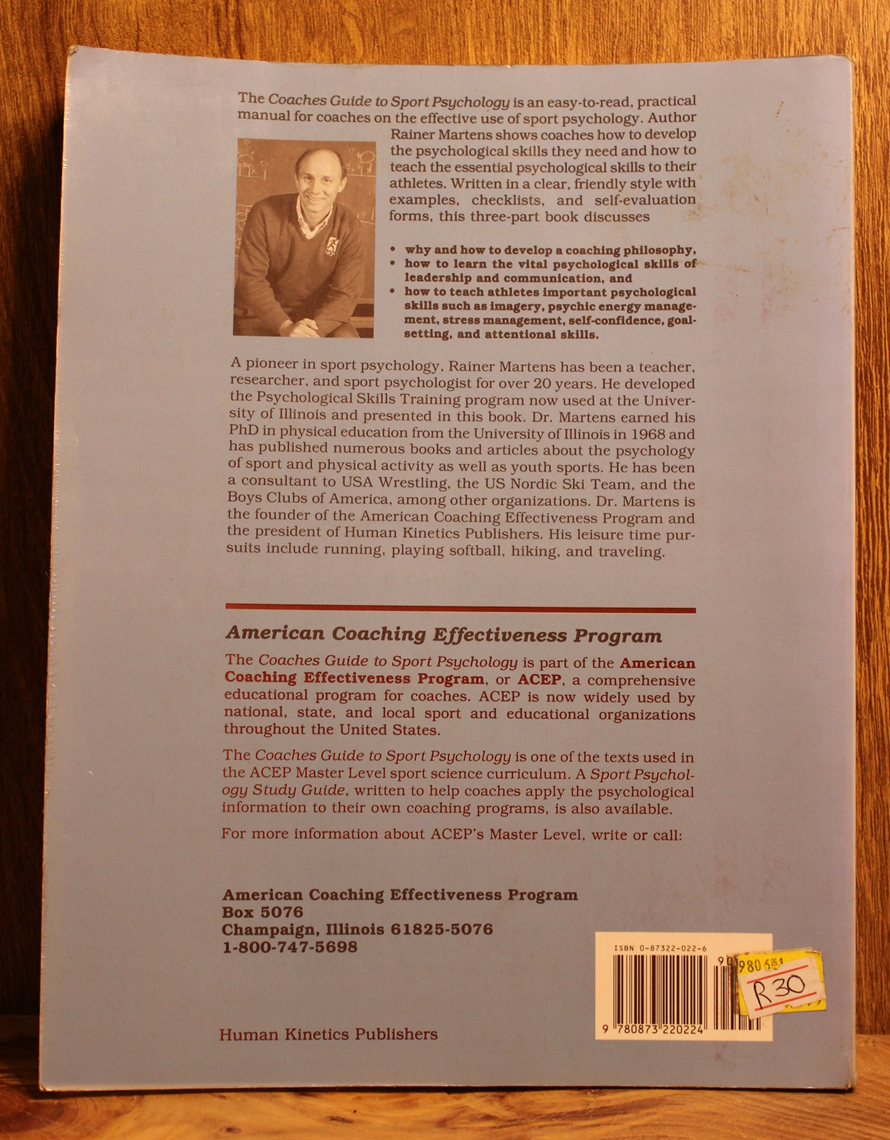 The Coaches Guide to Sport Psychology is an easy-to-read, practical
manual for coaches on the effective use of sport psychology. Author
Rainer Martens shows coaches how to develop
the psychological skills they need and how to
teach the essential psychological skills to their
athletes. Written in a clear, friendly style with
examples, checklists, and self-evaluation
forms, this three-part book discusses
• why and how to develop a coaching philosophy,
• how to learn the vital psychological skills of
leadership and communication, and
• how to teach athletes important psychological
skills such as imagery, psychic energy manage-
ment, stress management, self-confidence, goal-
setting, and attentional skills.
A pioneer in sport psychology, Rainer Martens has been a teacher,
researcher, and sport psychologist for over 20 years. He developed
the Psychological Skills Training program now used at the Univer-
sity of Illinois and presented in this book. Dr. Martens earned his
PhD in physical education from the University of Illinois in 1968 and
has published numerous books and articles about the psychology
of sport and physical activity as well as youth sports. He has been
a consultant to USA Wrestling, the US Nordic Ski Team, and the
Boys Clubs of America, among other organizations. Dr. Martens is
the founder of the American Coaching Effectiveness Program and
the president of Human Kinetics Publishers. His leisure time pur-
suits include running, playing softball, hiking, and traveling.
American Coaching Effectiveness Program
The Coaches Guide to Sport Psychology is part of the American
Coaching Effectiveness Program, or ACEP, a comprehensive
educational program for coaches. ACEP is now widely used by
national, state, and local sport and educational organizations
throughout the United States.
The Coaches Guide to Sport Psychology is one of the texts used in
the ACEP Master Level sport science curriculum. A Sport Psychol-
ogy Study Guide, written to help coaches apply the psychological
information to their own coaching programs, is also available.
For more information about ACEP's Master Level, write or call:
American Coaching Effectiveness Program
Box 5076
Champaign, Illinois 61825-5076
1-800-747-5698
ISBN 0-87322-022-6
R30
9 780873 220224
Human Kinetics Publishers